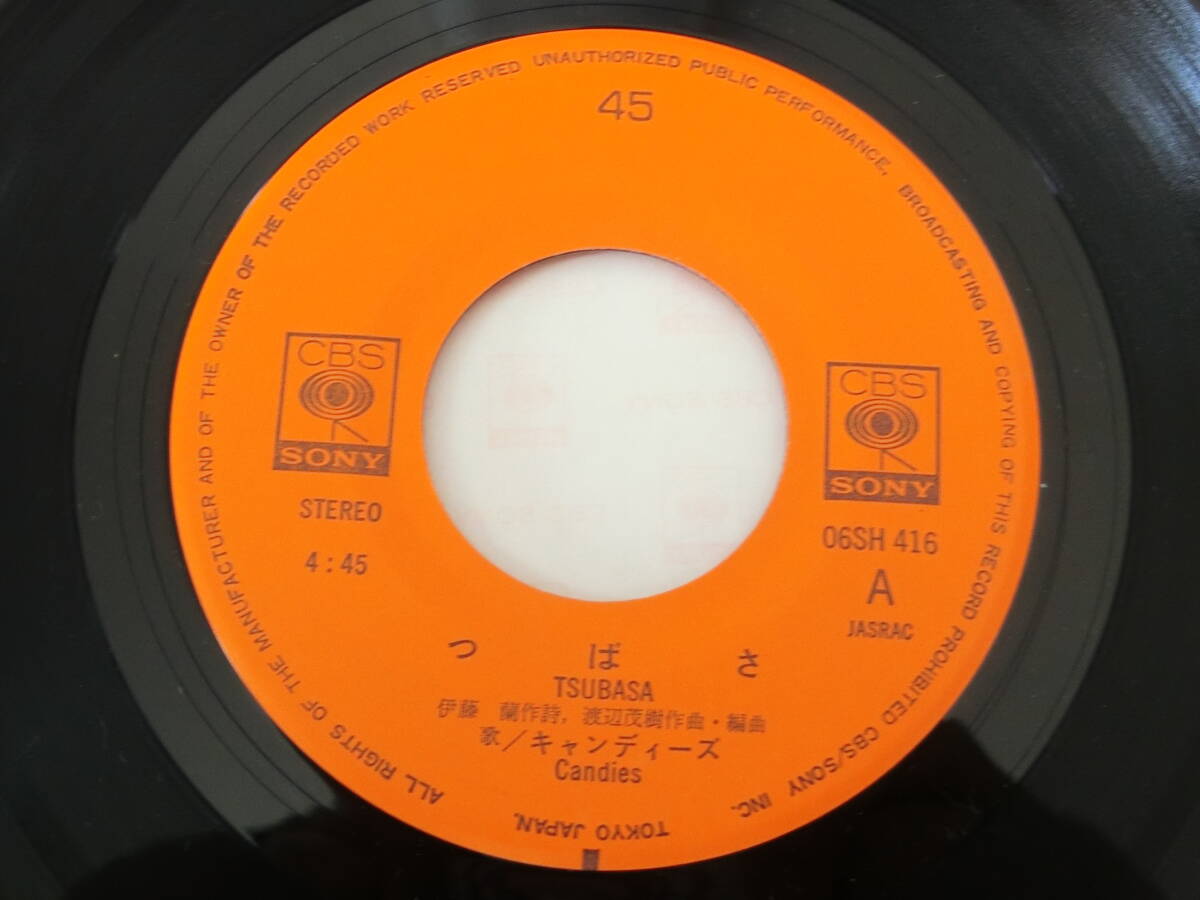 45
ALL RIGHTS OF THE MANUFACTURER AND OF THE OWNER OF THE RECORDED WORK RESERVED UNAUTHORIZED PUBLIC PERFORMANCE, BROADCASTING AND COPYING OF THIS RECORD PROHIBITED CBS/SONY INC.
TOKYO JAPAN.
CBS
SONY
STEREO
4:45
CBS
SONY
06SH 416
A
JASRAC
つばさ
TSUBASA
伊藤 蘭作詩, 渡辺茂樹作曲・編曲
歌/キャンディーズ
Candies